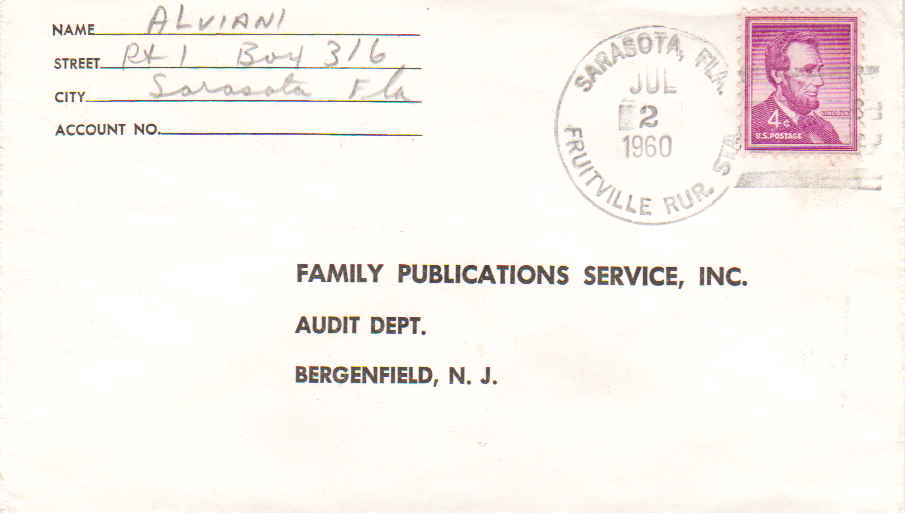 NAME ALVIANI
STREET Rt 1 Box 316
CITY Sarasota Fla
ACCOUNT NO.
SARASOTA, FLA.
JUL
2
1960
FRUITVILLE RUR. STA.
4¢
U.S. POSTAGE
FAMILY PUBLICATIONS SERVICE, INC.
AUDIT DEPT.
BERGENFIELD, N. J.